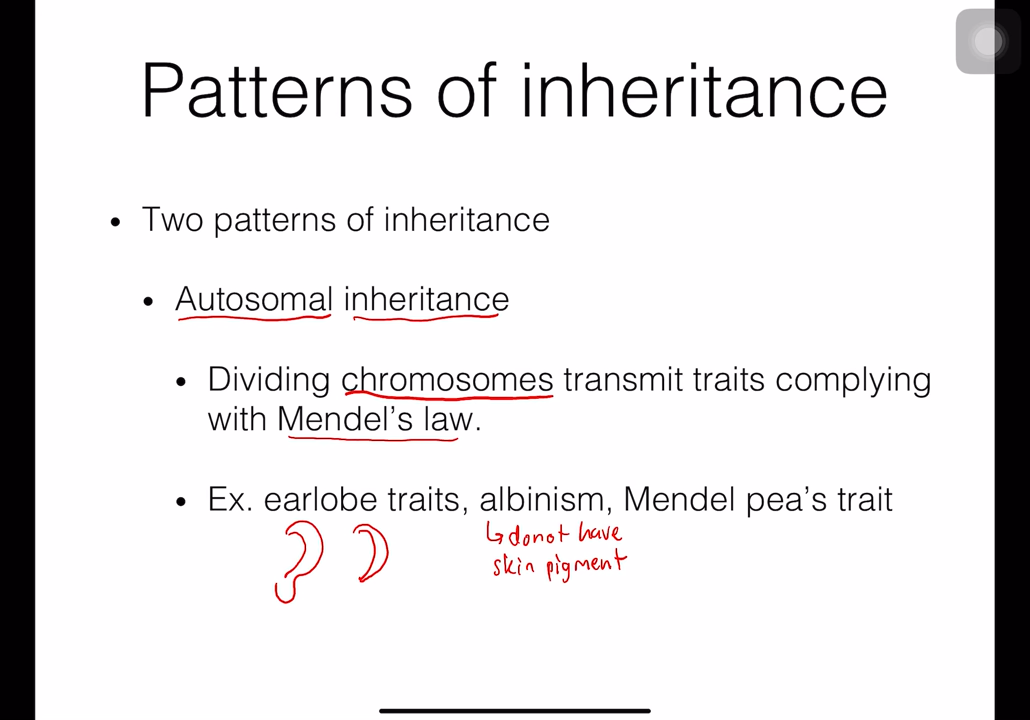 Patterns of inheritance
• Two patterns of inheritance
• Autosomal inheritance
• Dividing chromosomes transmit traits complying
with Mendel's law.
• Ex. earlobe traits, albinism, Mendel pea's trait
↳ donot have
skin pigment